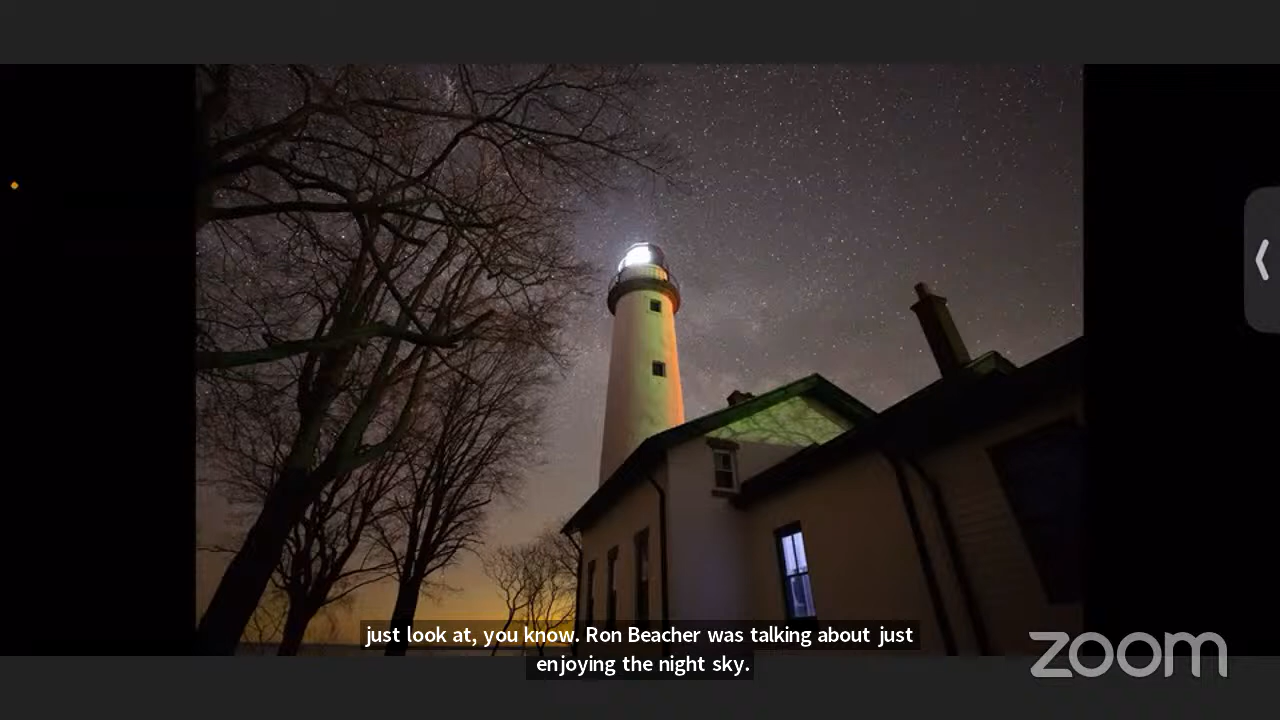 just look at, you know. Ron Beacher was talking about just
enjoying the night sky.
zoom